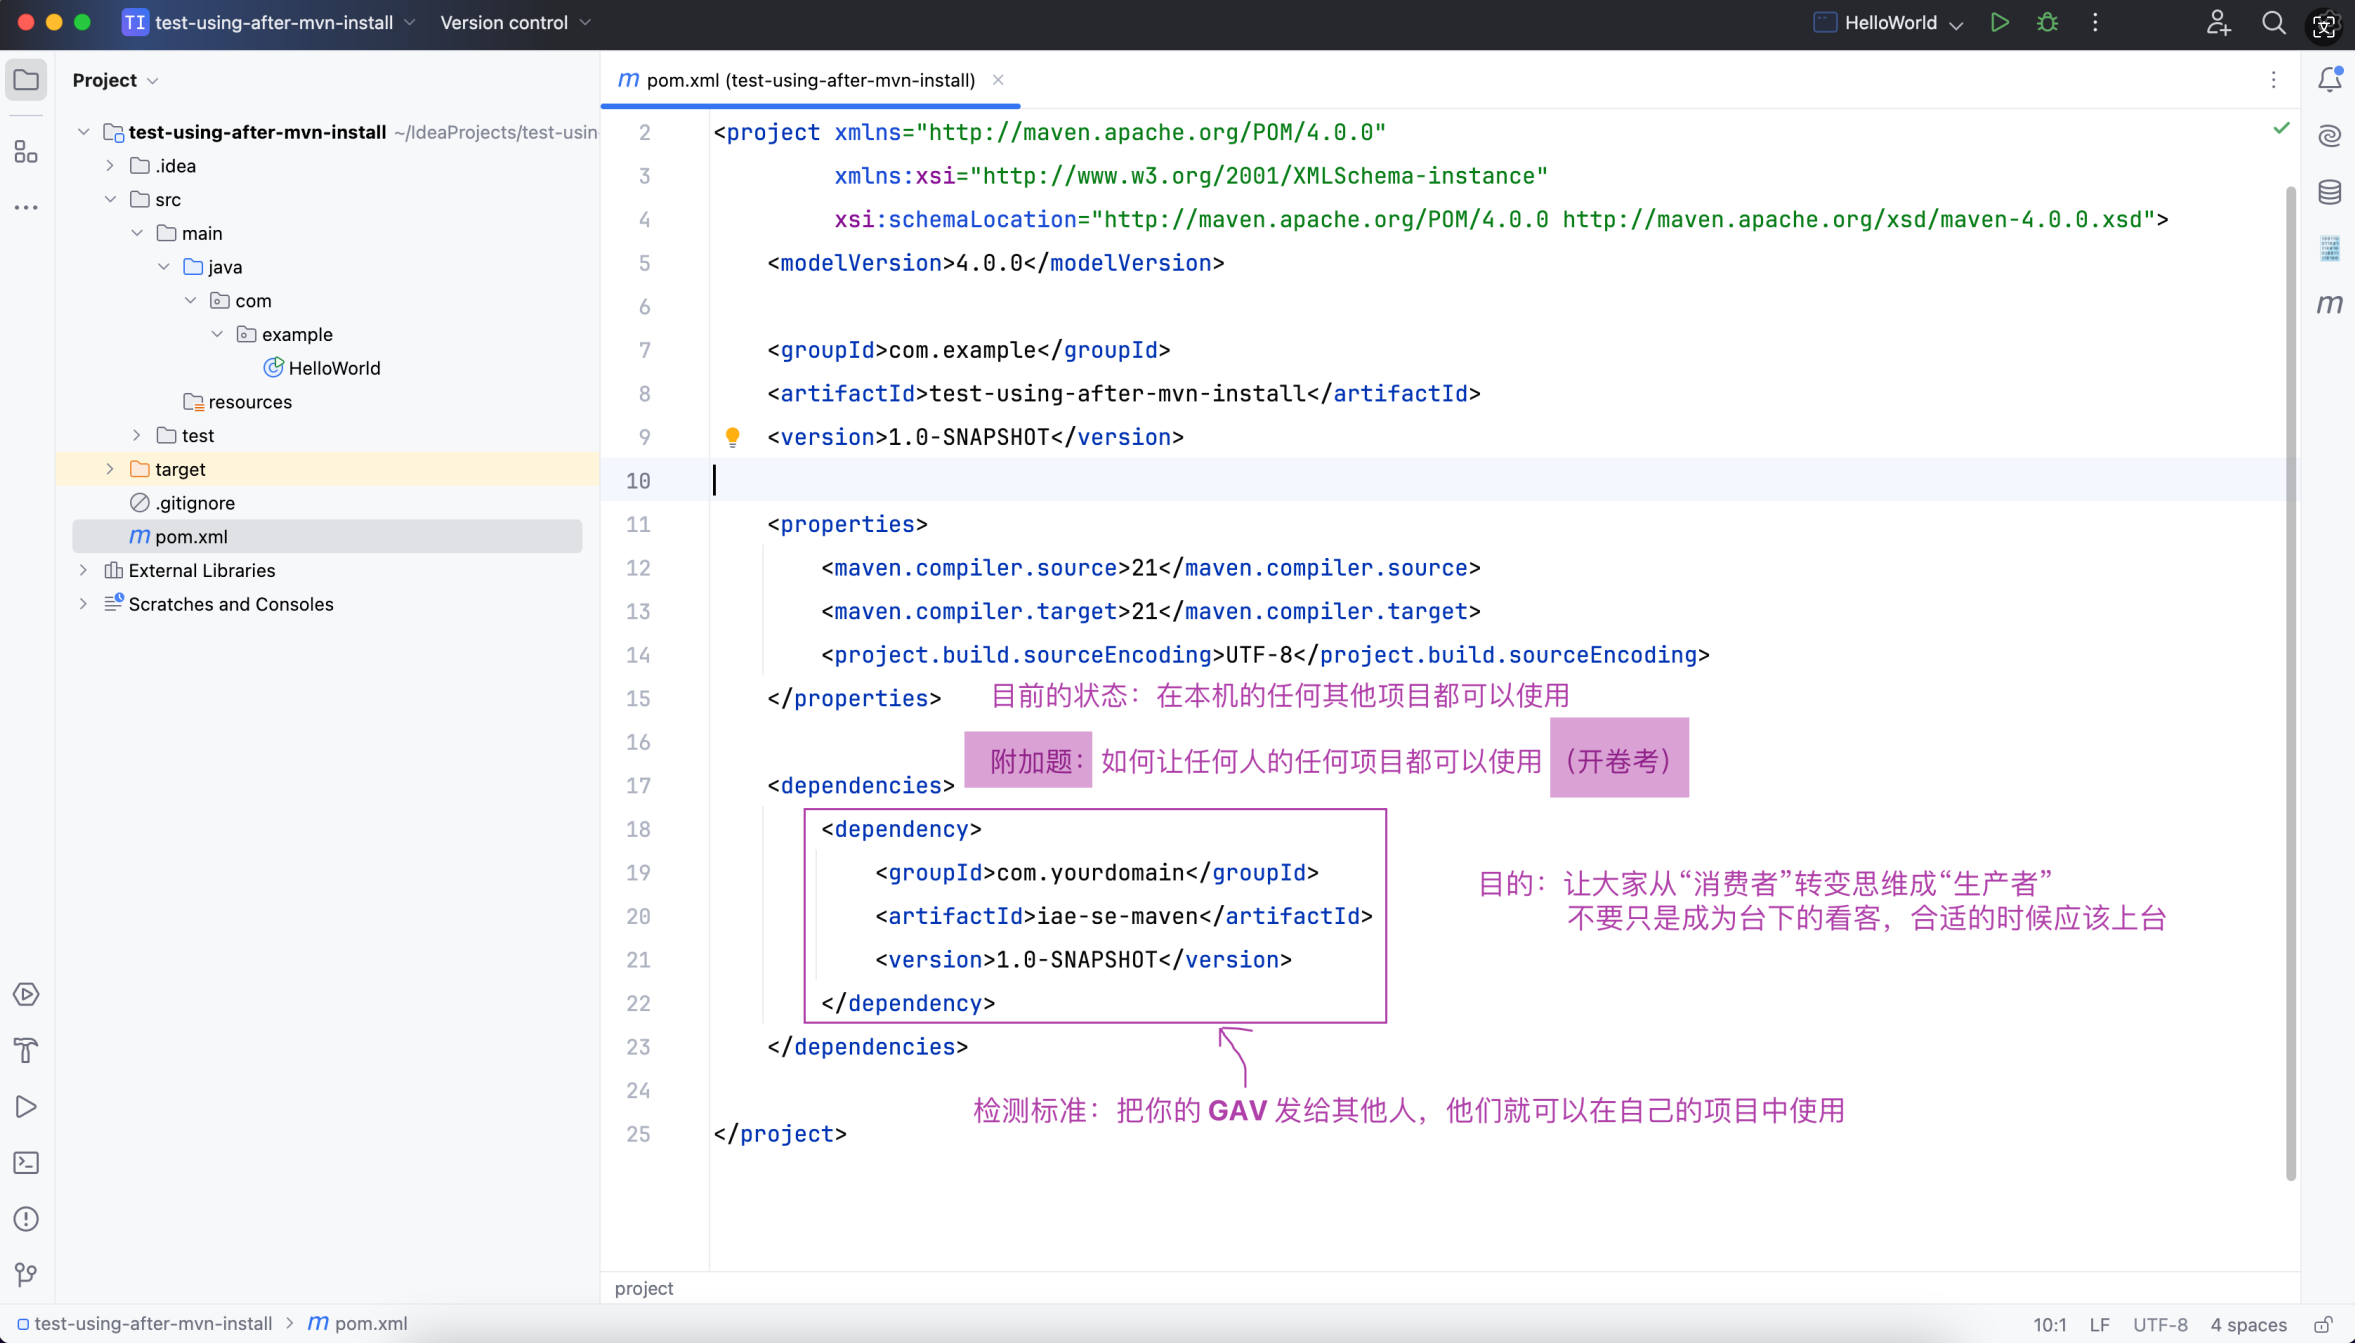 TI test-using-after-mvn-install Version control HelloWorld
Project
test-using-after-mvn-install ~/IdeaProjects/test-usin
.idea
src
main
java
com
example
HelloWorld
resources
test
target
.gitignore
m pom.xml
External Libraries
Scratches and Consoles
m pom.xml (test-using-after-mvn-install)
2 <project xmlns="http://maven.apache.org/POM/4.0.0"
3 xmlns:xsi="http://www.w3.org/2001/XMLSchema-instance"
4 xsi:schemaLocation="http://maven.apache.org/POM/4.0.0 http://maven.apache.org/xsd/maven-4.0.0.xsd">
5 <modelVersion>4.0.0</modelVersion>
6
7 <groupId>com.example</groupId>
8 <artifactId>test-using-after-mvn-install</artifactId>
9 <version>1.0-SNAPSHOT</version>
10
11 <properties>
12 <maven.compiler.source>21</maven.compiler.source>
13 <maven.compiler.target>21</maven.compiler.target>
14 <project.build.sourceEncoding>UTF-8</project.build.sourceEncoding>
15 </properties> 目前的状态：在本机的任何其他项目都可以使用
16 附加题：如何让任何人的任何项目都可以使用（开卷考）
17 <dependencies>
18 <dependency>
19 <groupId>com.yourdomain</groupId>
目的：让大家从“消费者”转变思维成“生产者”
20 <artifactId>iae-se-maven</artifactId>
不要只是成为台下的看客，合适的时候应该上台
21 <version>1.0-SNAPSHOT</version>
22 </dependency>
23 </dependencies>
24
检测标准：把你的 GAV 发给其他人，他们就可以在自己的项目中使用
25 </project>
m
project
test-using-after-mvn-install > m pom.xml 10:1 LF UTF-8 4 spaces